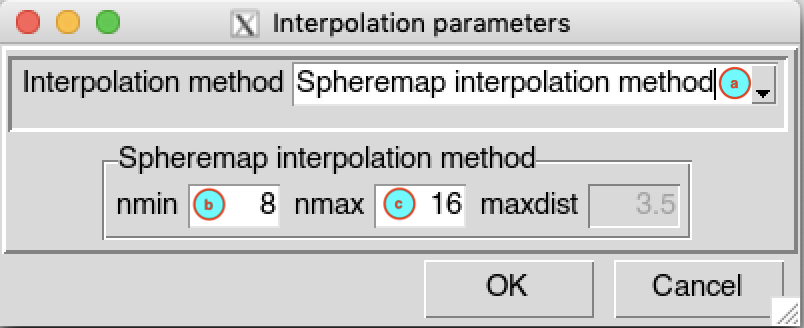 X Interpolation parameters
Interpolation method Spheremap interpolation method a
Spheremap interpolation method
nmin b 8 nmax c 16 maxdist 3.5
OK Cancel